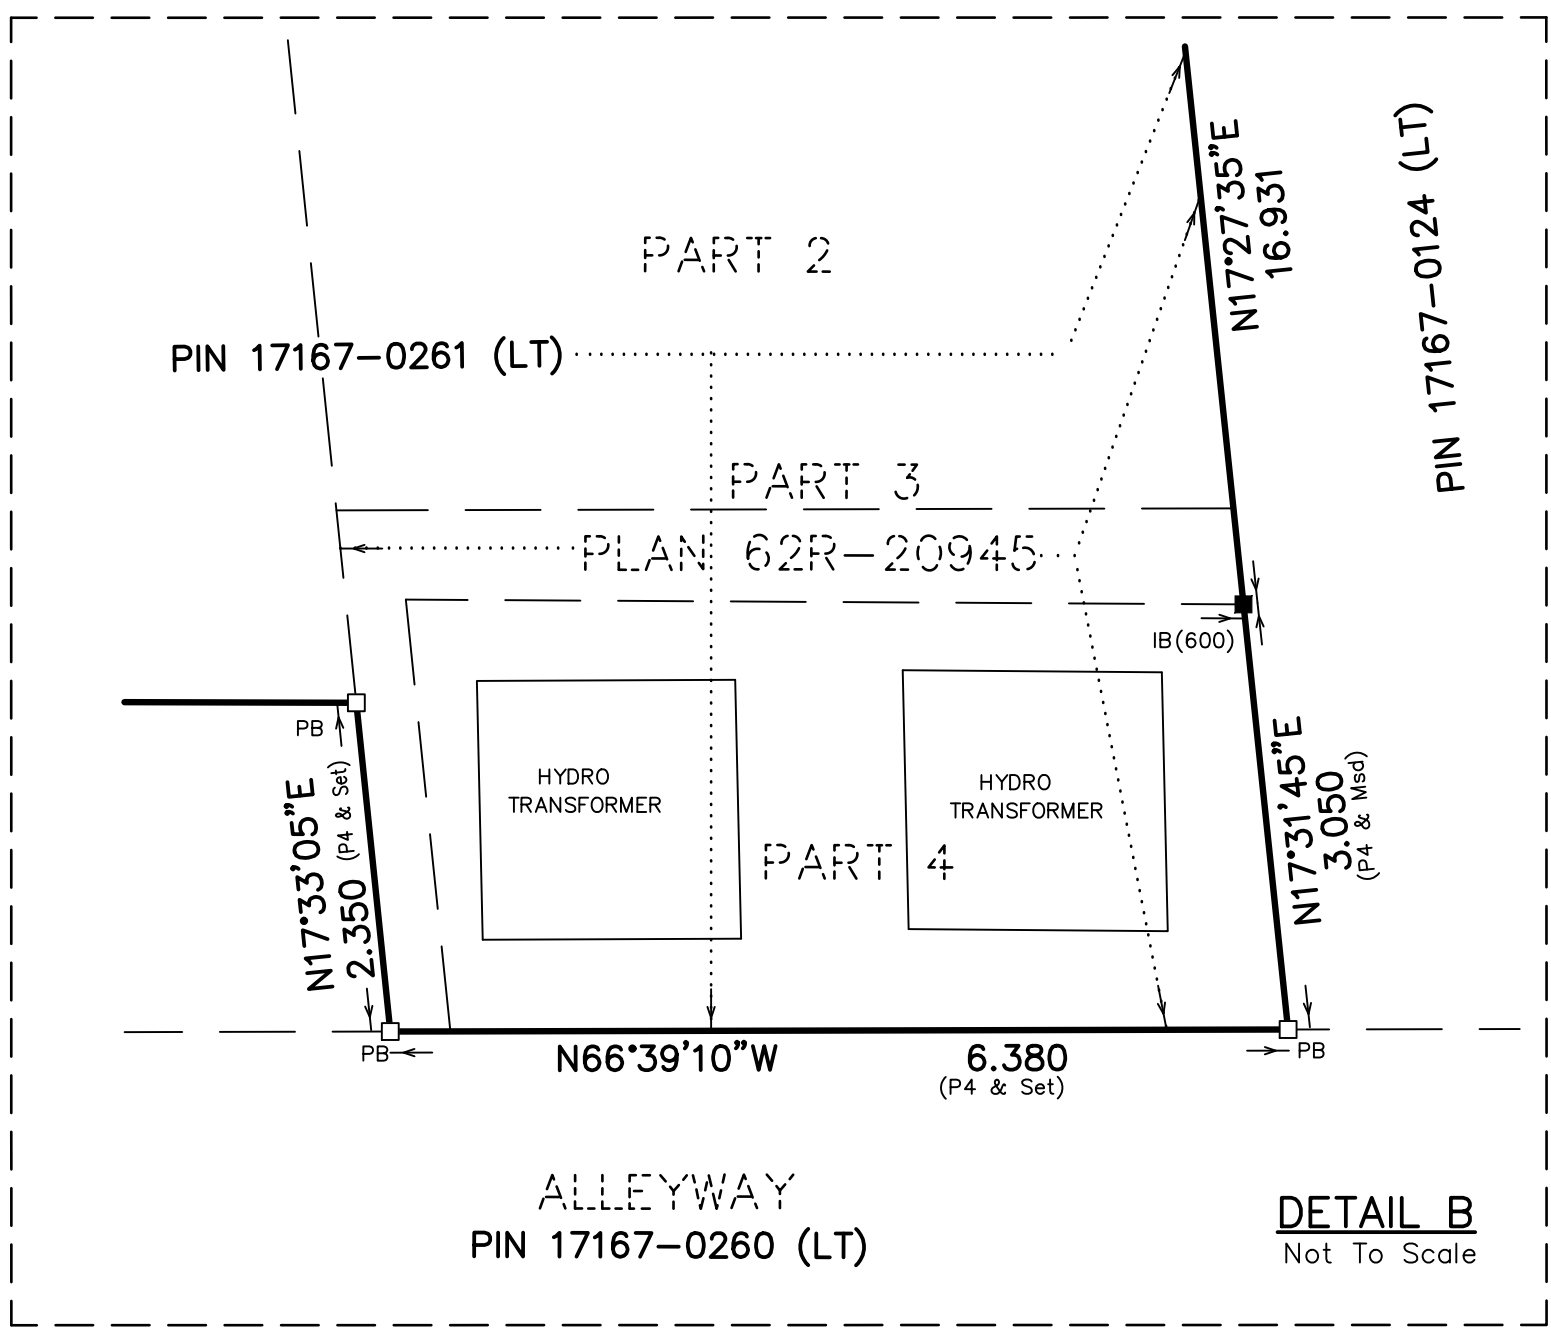 N17°27'35"E
16.931
PIN 17167-0124 (LT)
PART 2
PIN 17167-0261 (LT)
PART 3
PLAN 62R-20945
IB(600)
PB
HYDRO
TRANSFORMER
HYDRO
TRANSFORMER
PART 4
N17°33'05"E
2.350 (P4 & Set)
N17°31'45"E
3.050
(P4 & Msd)
PB
N66°39'10"W 6.380
(P4 & Set)
PB
ALLEYWAY
PIN 17167-0260 (LT)
DETAIL B
Not To Scale